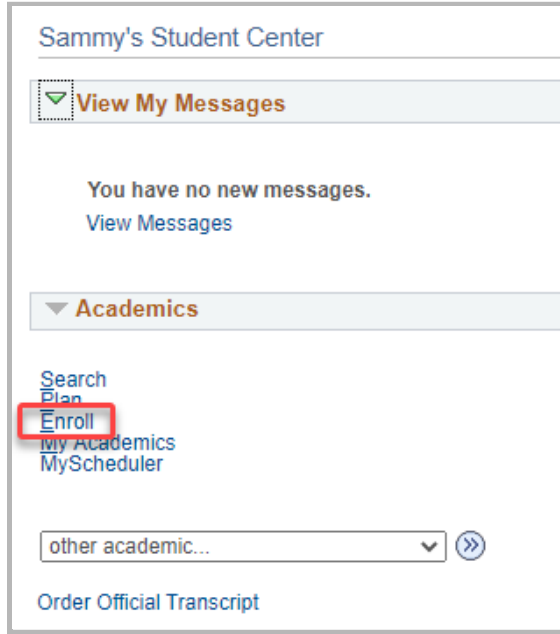 Sammy's Student Center
View My Messages
You have no new messages.
View Messages
Academics
Search
Plan
Enroll
My Academics
MyScheduler
other academic...
Order Official Transcript